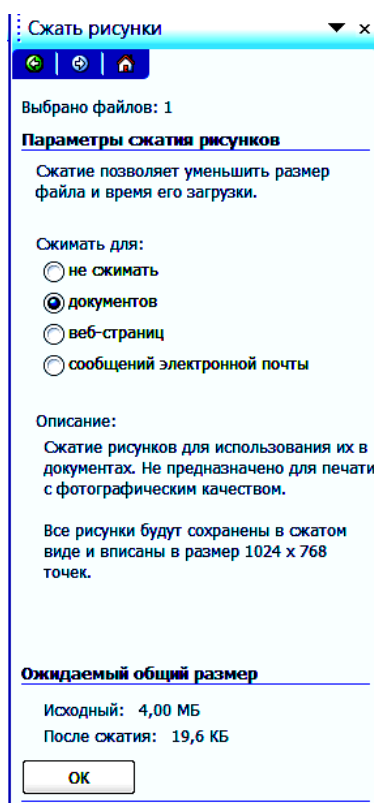 Сжать рисунки
Выбрано файлов: 1
Параметры сжатия рисунков
Сжатие позволяет уменьшить размер
файла и время его загрузки.
Сжимать для:
не сжимать
документов
веб-страниц
сообщений электронной почты
Описание:
Сжатие рисунков для использования их в
документах. Не предназначено для печати
с фотографическим качеством.
Все рисунки будут сохранены в сжатом
виде и вписаны в размер 1024 x 768
точек.
Ожидаемый общий размер
Исходный: 4,00 МБ
После сжатия: 19,6 КБ
ОК